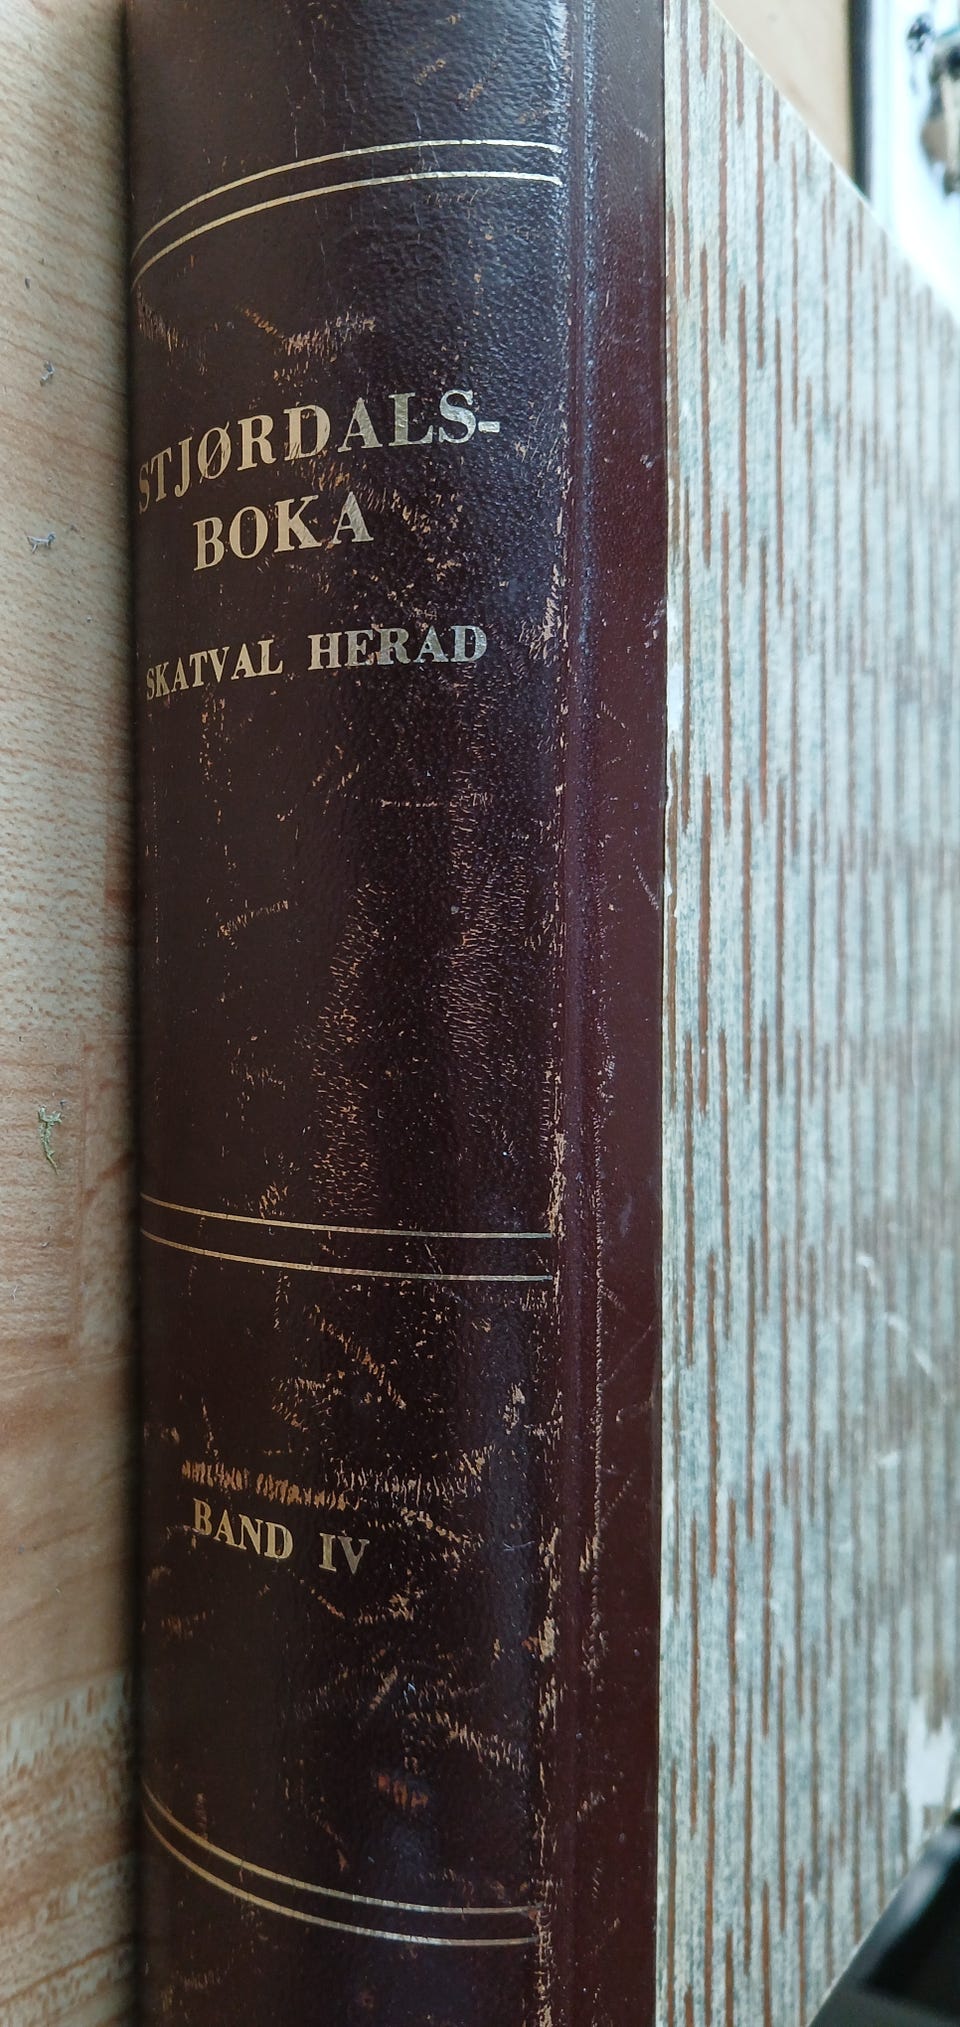 STJØRDALS-
BOKA
SKATVAL HERAD
BAND IV